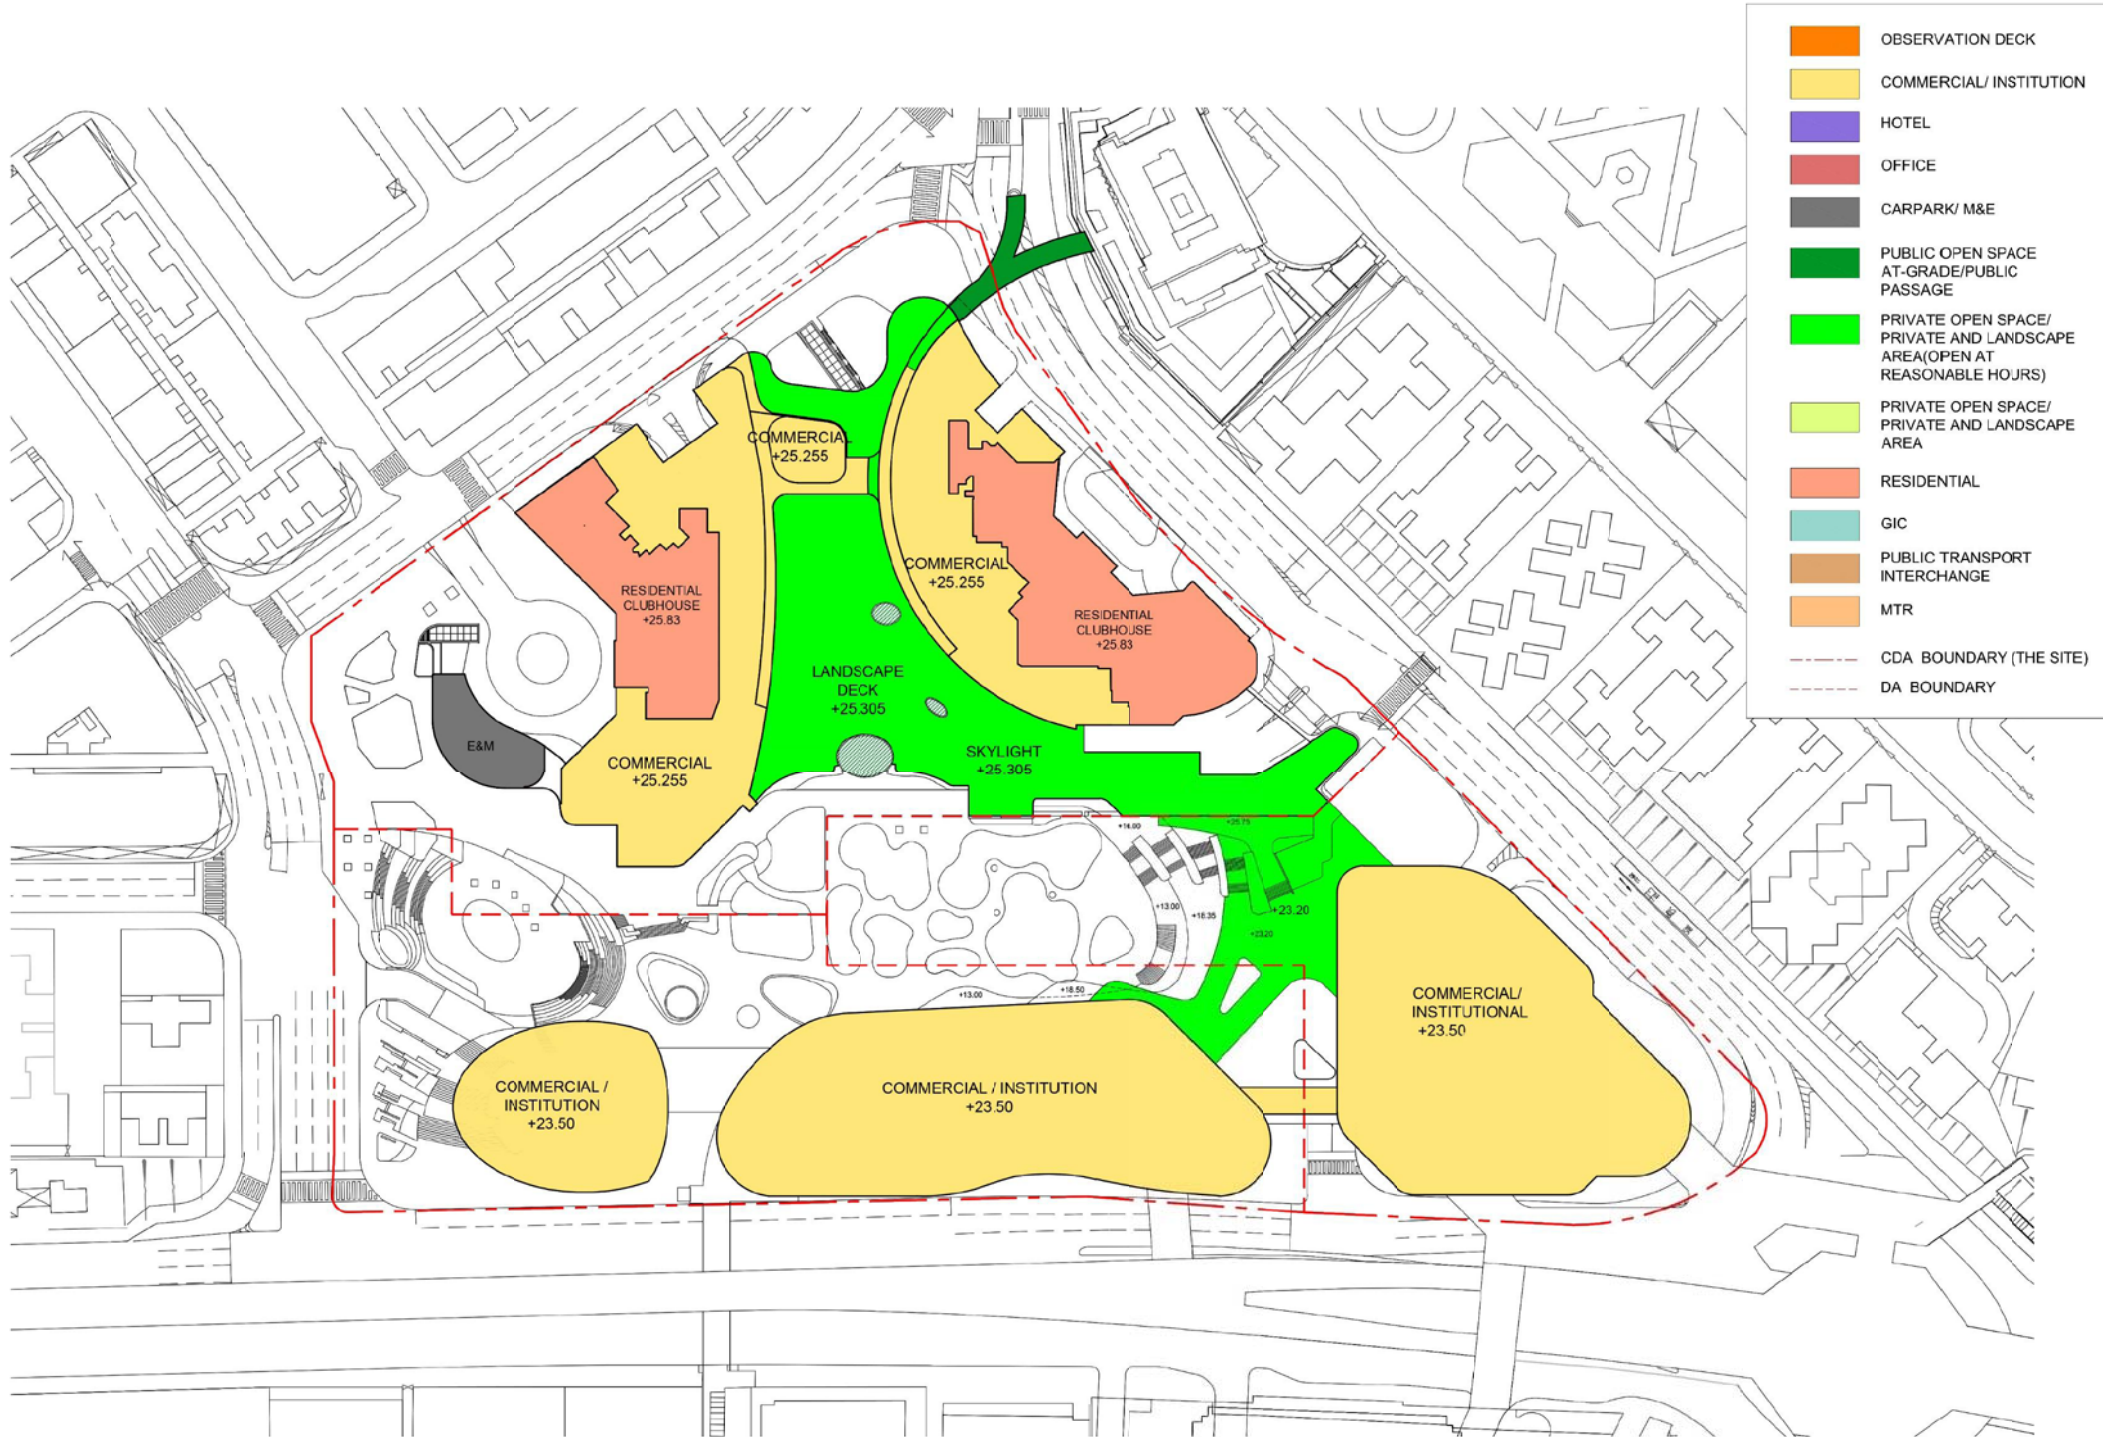 OBSERVATION DECK
COMMERCIAL/ INSTITUTION
HOTEL
OFFICE
CARPARK/ M&E
PUBLIC OPEN SPACE
AT-GRADE/PUBLIC
PASSAGE
PRIVATE OPEN SPACE/
PRIVATE AND LANDSCAPE
AREA(OPEN AT
REASONABLE HOURS)
PRIVATE OPEN SPACE/
PRIVATE AND LANDSCAPE
AREA
RESIDENTIAL
GIC
PUBLIC TRANSPORT
INTERCHANGE
MTR
CDA BOUNDARY (THE SITE)
DA BOUNDARY
COMMERCIAL
+25.255
COMMERCIAL
+25.255
RESIDENTIAL
CLUBHOUSE
+25.83
RESIDENTIAL
CLUBHOUSE
+25.83
LANDSCAPE
DECK
+25.305
E&M
COMMERCIAL
+25.255
SKYLIGHT
+25.305
+14.00
+25.75
+13.00
+18.35
+23.20
+23.20
+13.00
+18.50
COMMERCIAL/
INSTITUTIONAL
+23.50
COMMERCIAL /
INSTITUTION
+23.50
COMMERCIAL / INSTITUTION
+23.50